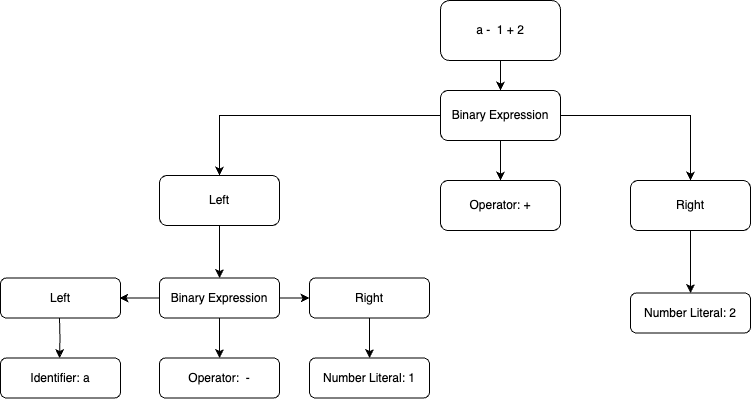 a - 1 + 2
Binary Expression
Left
Operator: +
Right
Left
Binary Expression
Right
Number Literal: 2
Identifier: a
Operator: -
Number Literal: 1